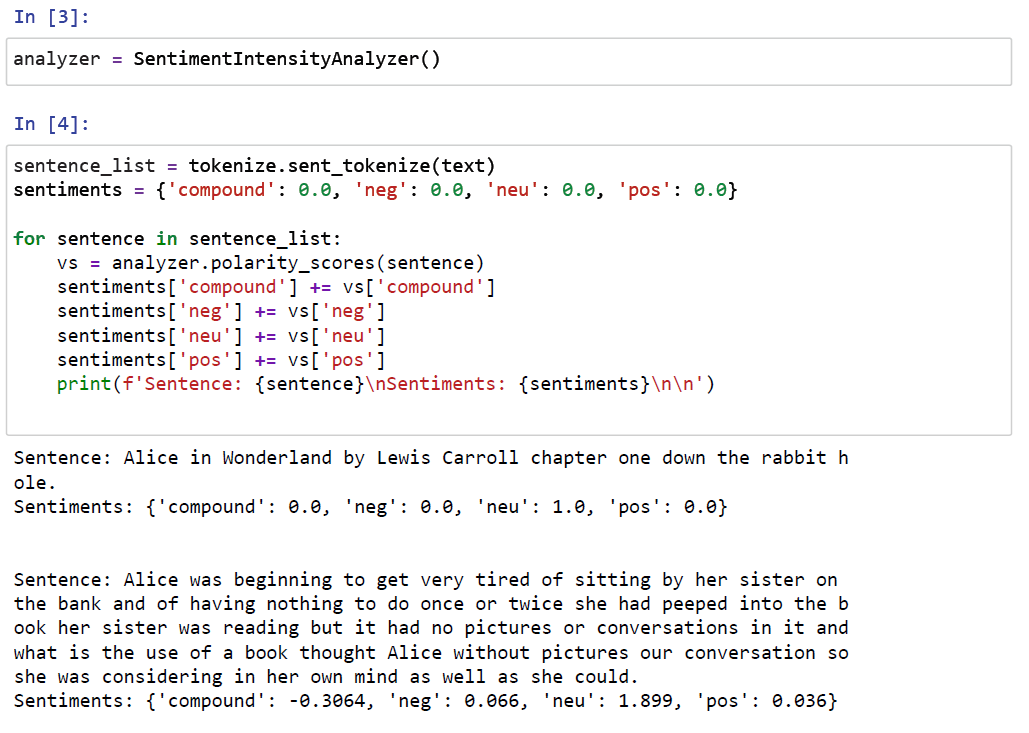 In [3]:
analyzer = SentimentIntensityAnalyzer()
In [4]:
sentence_list = tokenize.sent_tokenize(text)
sentiments = {'compound': 0.0, 'neg': 0.0, 'neu': 0.0, 'pos': 0.0}
for sentence in sentence_list:
    vs = analyzer.polarity_scores(sentence)
    sentiments['compound'] += vs['compound']
    sentiments['neg'] += vs['neg']
    sentiments['neu'] += vs['neu']
    sentiments['pos'] += vs['pos']
    print(f'Sentence: {sentence}\nSentiments: {sentiments}\n\n')
Sentence: Alice in Wonderland by Lewis Carroll chapter one down the rabbit h
ole.
Sentiments: {'compound': 0.0, 'neg': 0.0, 'neu': 1.0, 'pos': 0.0}
Sentence: Alice was beginning to get very tired of sitting by her sister on
the bank and of having nothing to do once or twice she had peeped into the b
ook her sister was reading but it had no pictures or conversations in it and
what is the use of a book thought Alice without pictures our conversation so
she was considering in her own mind as well as she could.
Sentiments: {'compound': -0.3064, 'neg': 0.066, 'neu': 1.899, 'pos': 0.036}